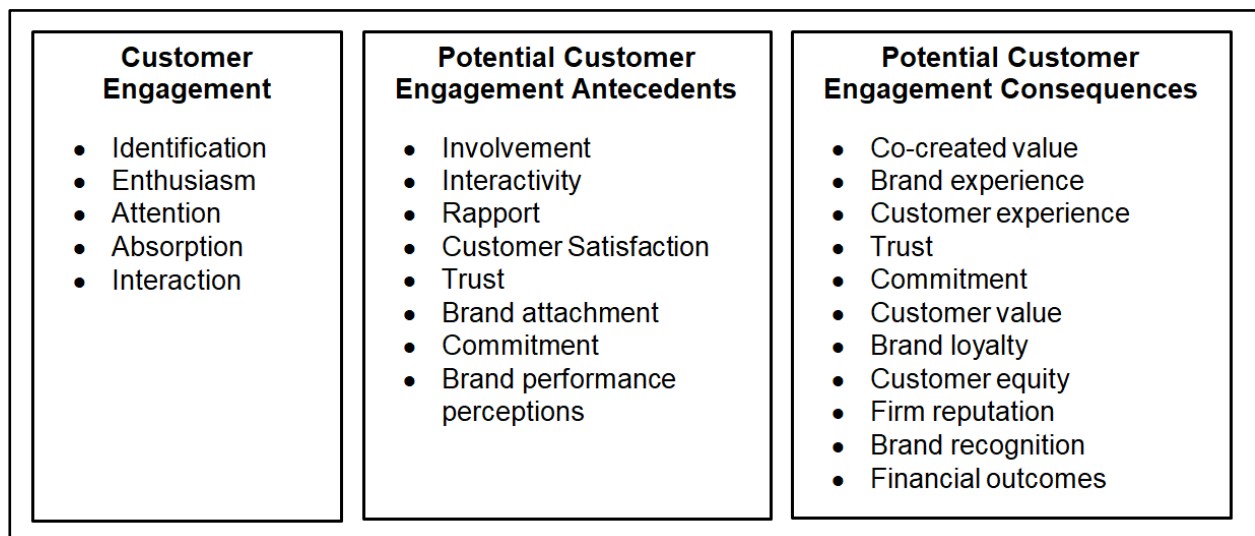 Customer
Engagement
• Identification
• Enthusiasm
• Attention
• Absorption
• Interaction
Potential Customer
Engagement Antecedents
• Involvement
• Interactivity
• Rapport
• Customer Satisfaction
• Trust
• Brand attachment
• Commitment
• Brand performance
perceptions
Potential Customer
Engagement Consequences
• Co-created value
• Brand experience
• Customer experience
• Trust
• Commitment
• Customer value
• Brand loyalty
• Customer equity
• Firm reputation
• Brand recognition
• Financial outcomes